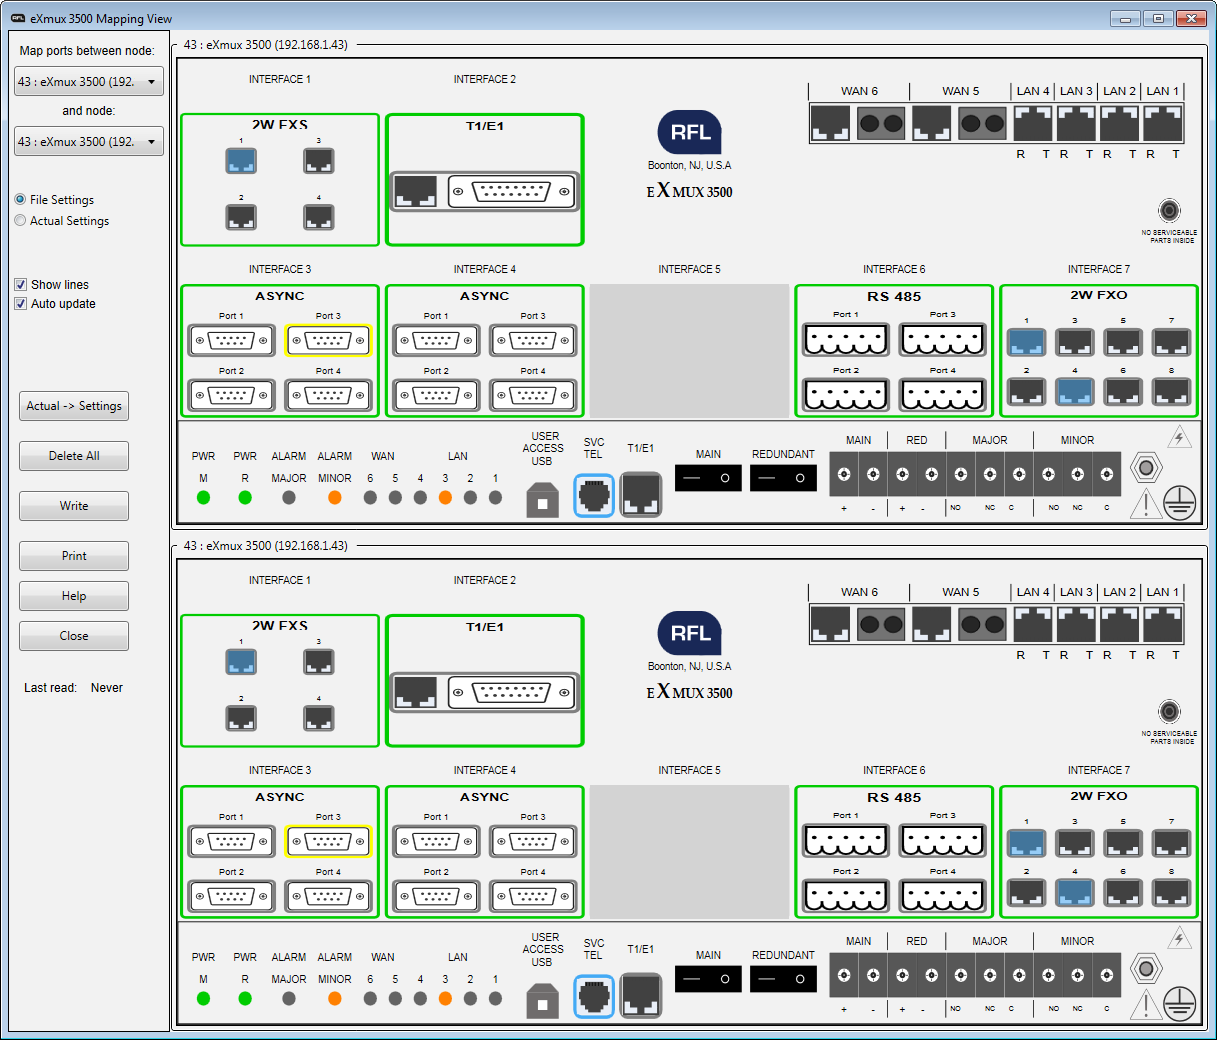 RFL eXmux 3500 Mapping View
Map ports between node:
43 : eXmux 3500 (192.
and node:
43 : eXmux 3500 (192.
File Settings
Actual Settings
Show lines
Auto update
Actual -> Settings
Delete All
Write
Print
Help
Close
Last read: Never
43 : eXmux 3500 (192.168.1.43)
INTERFACE 1 INTERFACE 2
WAN 6 WAN 5 LAN 4 LAN 3 LAN 2 LAN 1
2W FXS T1/E1
RFL
1 3
R T R T R T R T
Boonton, NJ, U.S.A
eXmux 3500
2 4
NO SERVICEABLE
PARTS INSIDE
INTERFACE 3 INTERFACE 4 INTERFACE 5 INTERFACE 6 INTERFACE 7
ASYNC ASYNC RS 485 2W FXO
Port 1 Port 3 Port 1 Port 3 Port 1 Port 3 1 3 5 7
Port 2 Port 4 Port 2 Port 4 Port 2 Port 4 2 4 6 8
USER
ACCESS
USB
SVC
TEL
T1/E1
MAIN REDUNDANT
MAIN RED MAJOR MINOR
PWR PWR ALARM ALARM WAN LAN
M R MAJOR MINOR 6 5 4 3 2 1
+ - + - NO NC C NO NC C
43 : eXmux 3500 (192.168.1.43)
INTERFACE 1 INTERFACE 2
WAN 6 WAN 5 LAN 4 LAN 3 LAN 2 LAN 1
2W FXS T1/E1
RFL
1 3
R T R T R T R T
Boonton, NJ, U.S.A
eXmux 3500
2 4
NO SERVICEABLE
PARTS INSIDE
INTERFACE 3 INTERFACE 4 INTERFACE 5 INTERFACE 6 INTERFACE 7
ASYNC ASYNC RS 485 2W FXO
Port 1 Port 3 Port 1 Port 3 Port 1 Port 3 1 3 5 7
Port 2 Port 4 Port 2 Port 4 Port 2 Port 4 2 4 6 8
USER
ACCESS
USB
SVC
TEL
T1/E1
MAIN REDUNDANT
MAIN RED MAJOR MINOR
PWR PWR ALARM ALARM WAN LAN
M R MAJOR MINOR 6 5 4 3 2 1
+ - + - NO NC C NO NC C